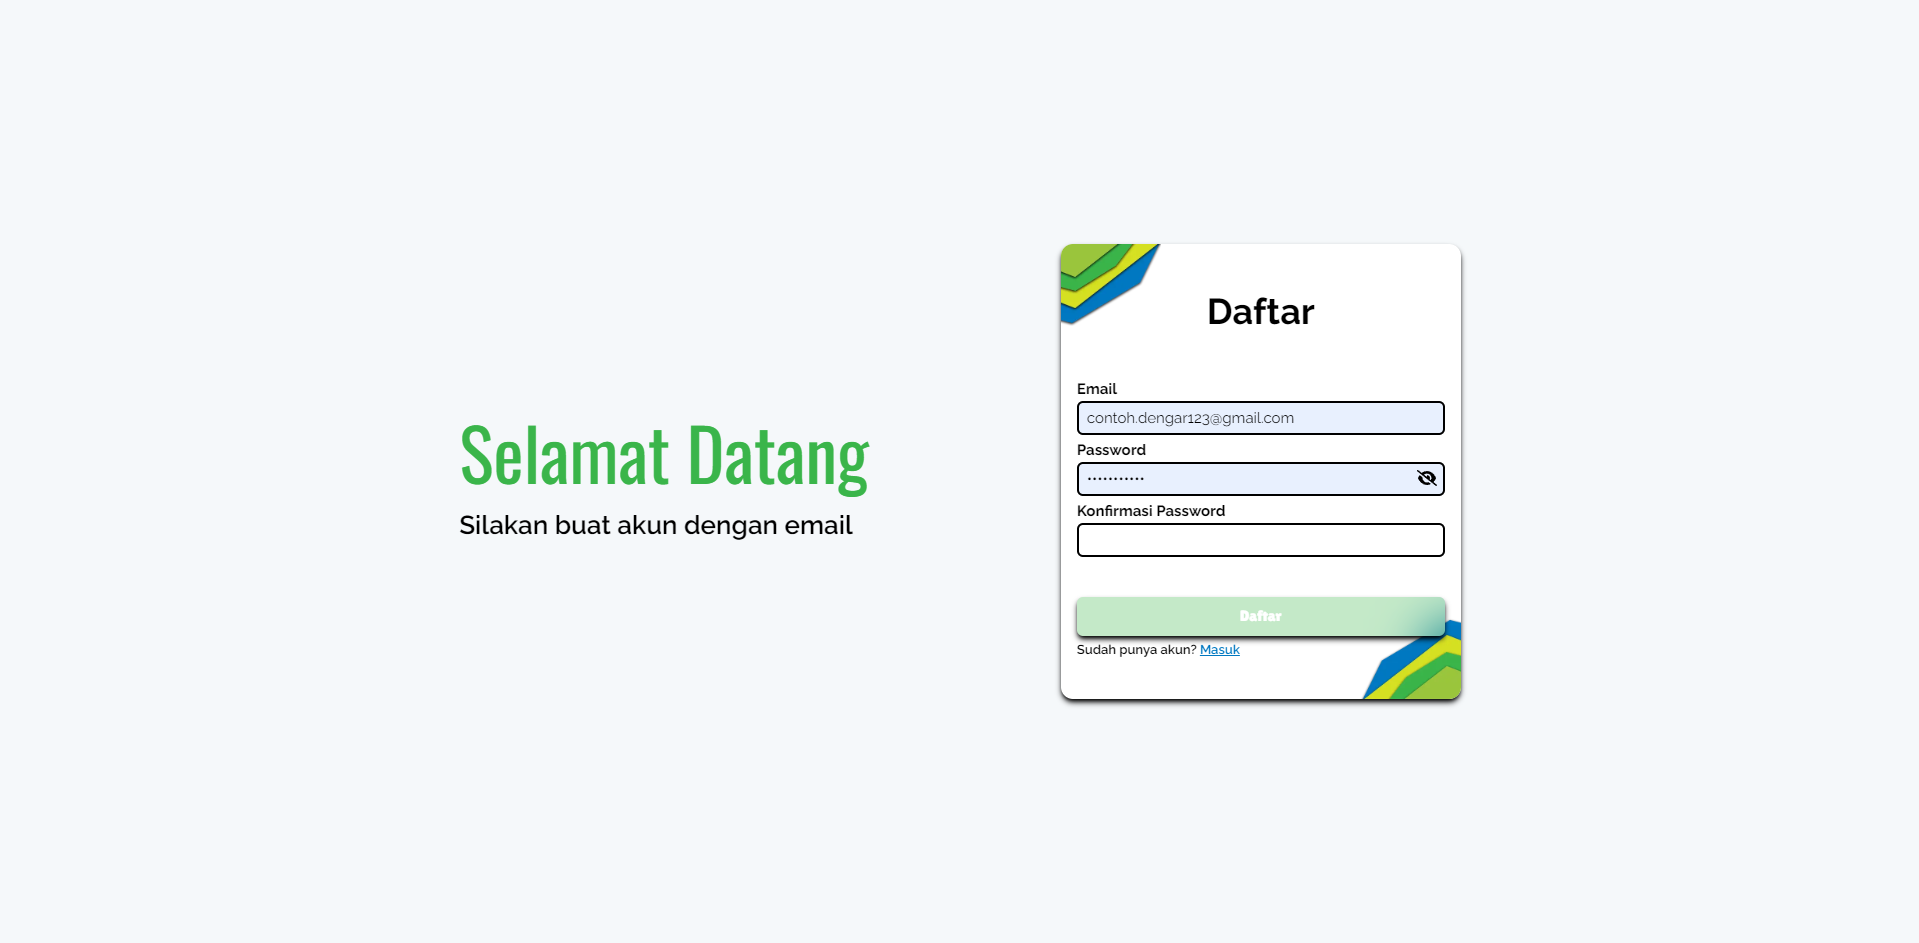 Selamat Datang
Silakan buat akun dengan email
Daftar
Email
contoh.dengar123@gmail.com
Password
•••••••••••
Konfirmasi Password
Daftar
Sudah punya akun? Masuk